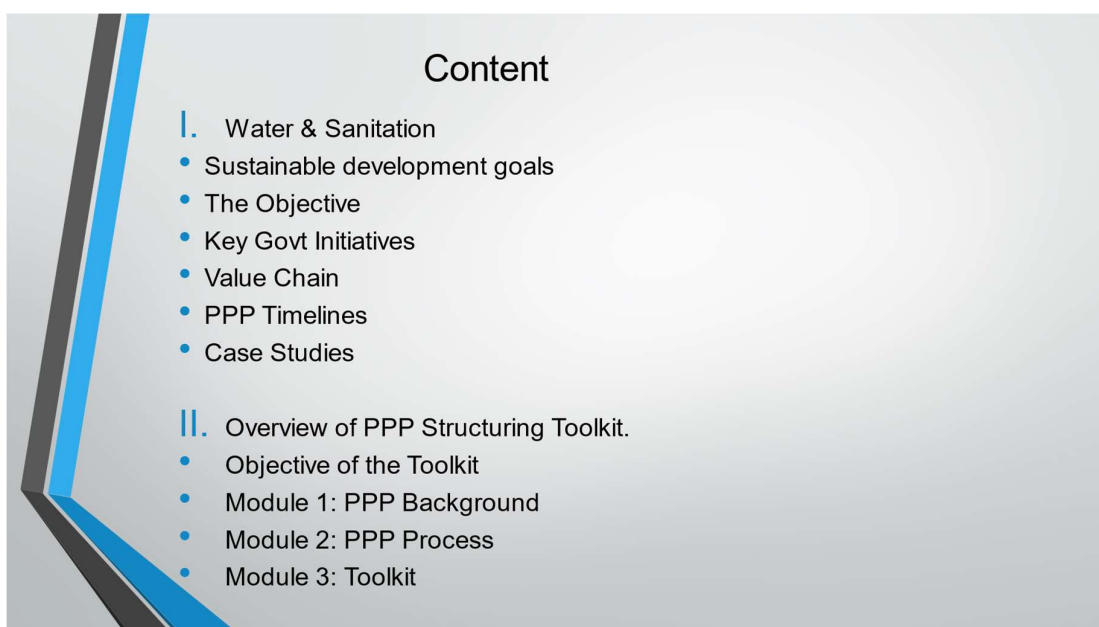 Content
I. Water & Sanitation
• Sustainable development goals
• The Objective
• Key Govt Initiatives
• Value Chain
• PPP Timelines
• Case Studies
II. Overview of PPP Structuring Toolkit.
• Objective of the Toolkit
• Module 1: PPP Background
• Module 2: PPP Process
• Module 3: Toolkit